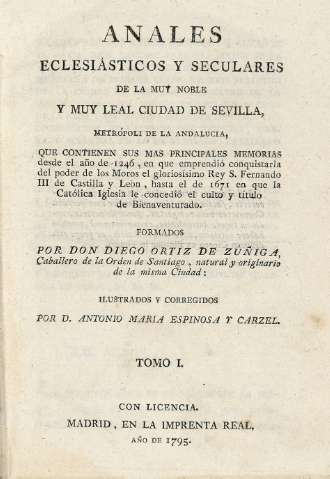 ANALES
ECLESIÁSTICOS Y SECULARES
DE LA MUY NOBLE
Y MUY LEAL CIUDAD DE SEVILLA,
METRÓPOLI DE LA ANDALUCIA,
QUE CONTIENEN SUS MAS PRINCIPALES MEMORIAS
desde el año de 1246, en que emprendió conquistarla
del poder de los Moros el gloriosísimo Rey S. Fernando
III de Castilla y Leon, hasta el de 1671 en que la
Católica Iglesia le concedió el culto y título
de Bienaventurado.
FORMADOS
POR DON DIEGO ORTIZ DE ZÚÑIGA,
Caballero de la Orden de Santiago, natural y originario
de la misma Ciudad:
ILUSTRADOS Y CORREGIDOS
POR D. ANTONIO MARIA ESPINOSA Y CARZEL.
TOMO I.
CON LICENCIA.
MADRID, EN LA IMPRENTA REAL,
AÑO DE 1795.